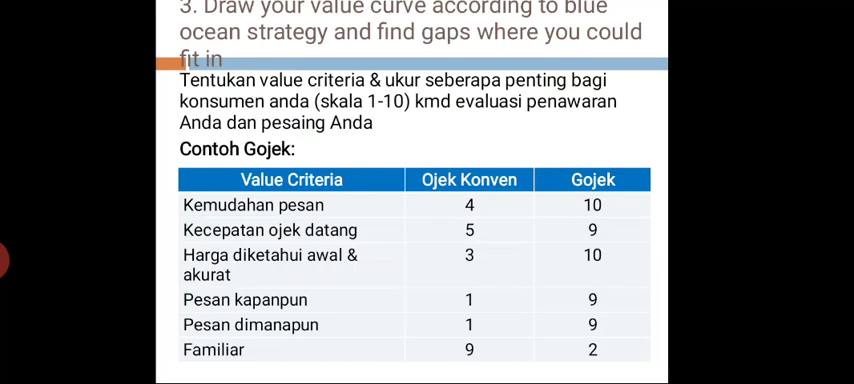 3. Draw your value curve according to blue
ocean strategy and find gaps where you could
fit in
Tentukan value criteria & ukur seberapa penting bagi
konsumen anda (skala 1-10) kmd evaluasi penawaran
Anda dan pesaing Anda
Contoh Gojek:
Value Criteria Ojek Konven Gojek
Kemudahan pesan 4 10
Kecepatan ojek datang 5 9
Harga diketahui awal & 3 10
akurat
Pesan kapanpun 1 9
Pesan dimanapun 1 9
Familiar 9 2